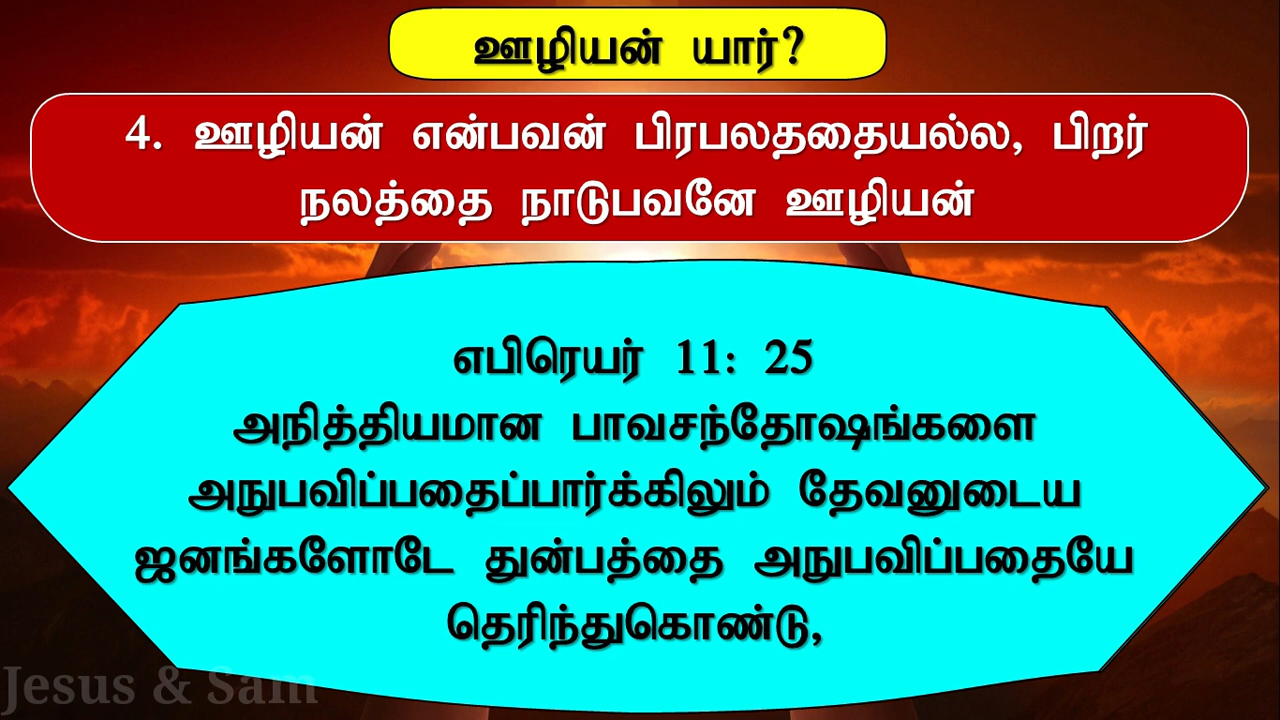 ஊழியன் யார்?
4. ஊழியன் என்பவன் பிரபலததையல்ல, பிறர்
நலத்தை நாடுபவனே ஊழியன்
எபிரெயர் 11: 25
அநித்தியமான பாவசந்தோஷங்களை
அநுபவிப்பதைப்பார்க்கிலும் தேவனுடைய
ஜனங்களோடே துன்பத்தை அநுபவிப்பதையே
தெரிந்துகொண்டு,
Jesus & Sam